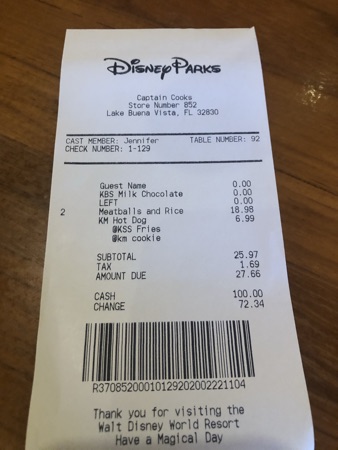 Disney Parks
Captain Cooks
Store Number 852
Lake Buena Vista, FL 32830
CAST MEMBER: Jennifer TABLE NUMBER: 92
CHECK NUMBER: 1-129
Guest Name 0.00
KBS Milk Chocolate 0.00
LEFT 0.00
2 Meatballs and Rice 18.98
KM Hot Dog 6.99
@KSS Fries
@km cookie
SUBTOTAL 25.97
TAX 1.69
AMOUNT DUE 27.66
CASH 100.00
CHANGE 72.34
R37085200010129202002221104
Thank you for visiting the
Walt Disney World Resort
Have a Magical Day